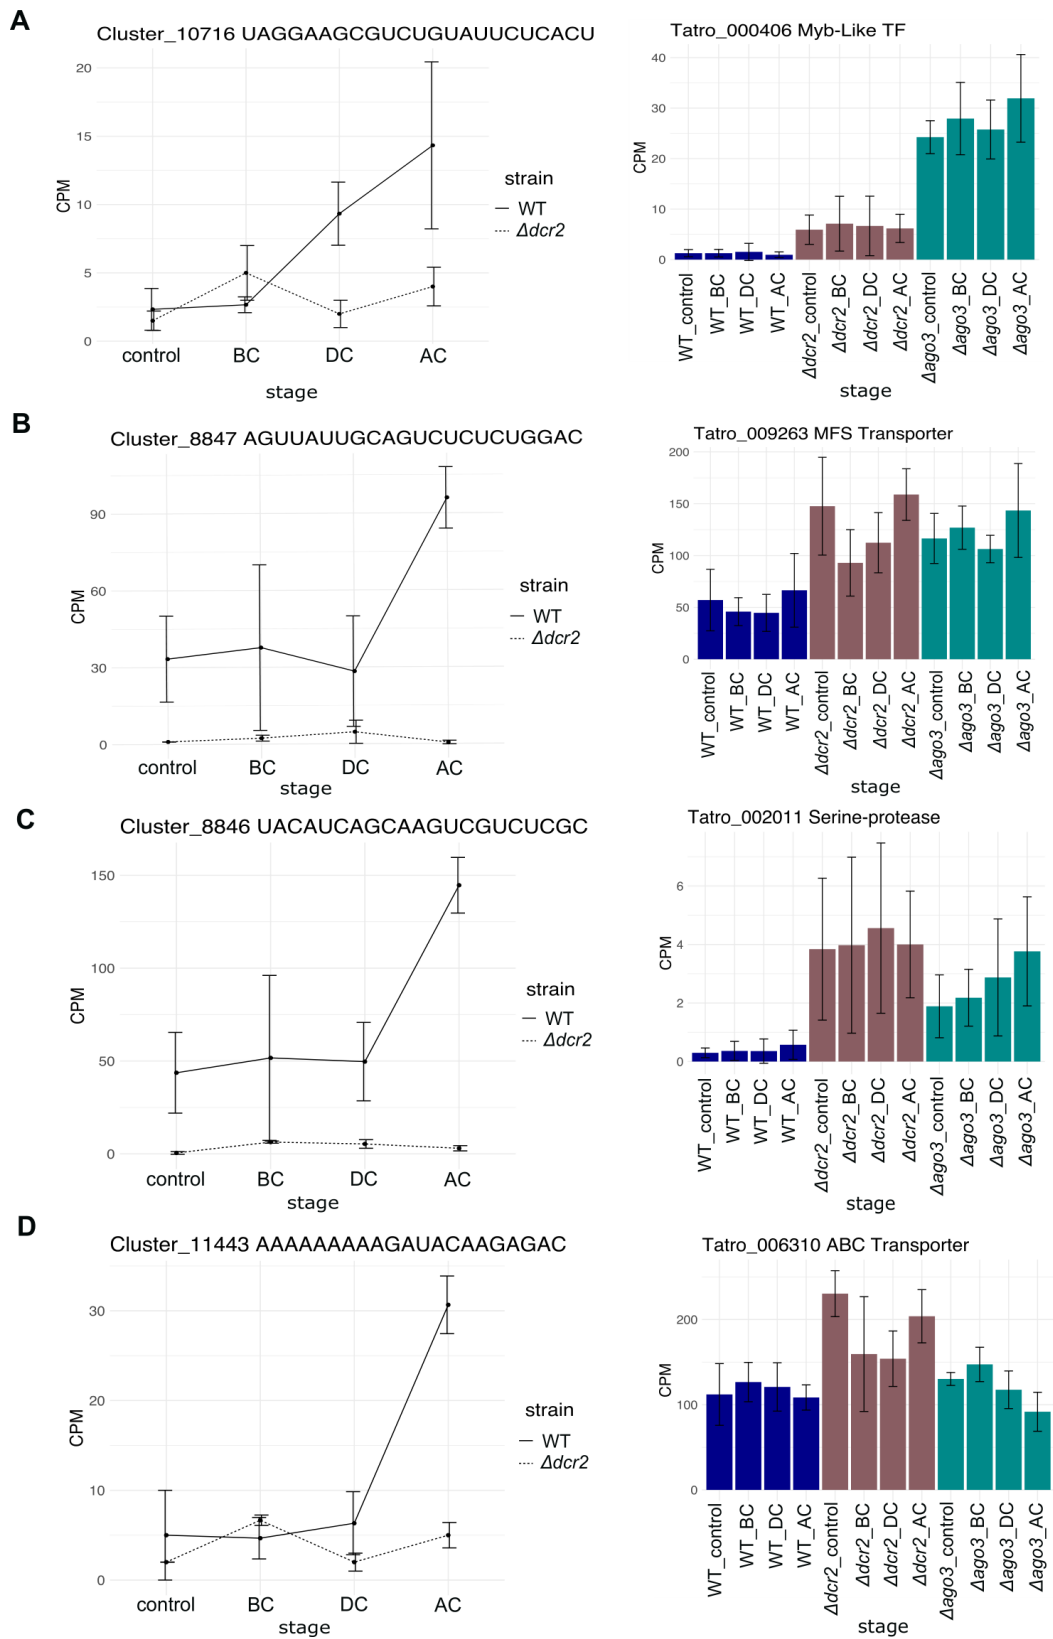 A
Cluster_10716 UAGGAAGCGUCUGUAUUCUCACU
20
15
10
5
0
CPM
control BC DC AC
stage
strain
WT
Δdcr2
Tatro_000406 Myb-Like TF
40
30
20
10
0
CPM
WT_control
WT_BC
WT_DC
WT_AC
Δdcr2_control
Δdcr2_BC
Δdcr2_DC
Δdcr2_AC
Δago3_control
Δago3_BC
Δago3_DC
Δago3_AC
stage
B
Cluster_8847 AGUUAUUGCAGUCUCUCUGGAC
90
60
30
0
CPM
control BC DC AC
stage
strain
WT
Δdcr2
Tatro_009263 MFS Transporter
200
150
100
50
0
CPM
WT_control
WT_BC
WT_DC
WT_AC
Δdcr2_control
Δdcr2_BC
Δdcr2_DC
Δdcr2_AC
Δago3_control
Δago3_BC
Δago3_DC
Δago3_AC
stage
C
Cluster_8846 UACAUCAGCAAGUCGUCUCGC
150
100
50
0
CPM
control BC DC AC
stage
strain
WT
Δdcr2
Tatro_002011 Serine-protease
6
4
2
0
CPM
WT_control
WT_BC
WT_DC
WT_AC
Δdcr2_control
Δdcr2_BC
Δdcr2_DC
Δdcr2_AC
Δago3_control
Δago3_BC
Δago3_DC
Δago3_AC
stage
D
Cluster_11443 AAAAAAAAAGAUACAAGAGAC
30
20
10
0
CPM
control BC DC AC
stage
strain
WT
Δdcr2
Tatro_006310 ABC Transporter
200
100
0
CPM
WT_control
WT_BC
WT_DC
WT_AC
Δdcr2_control
Δdcr2_BC
Δdcr2_DC
Δdcr2_AC
Δago3_control
Δago3_BC
Δago3_DC
Δago3_AC
stage